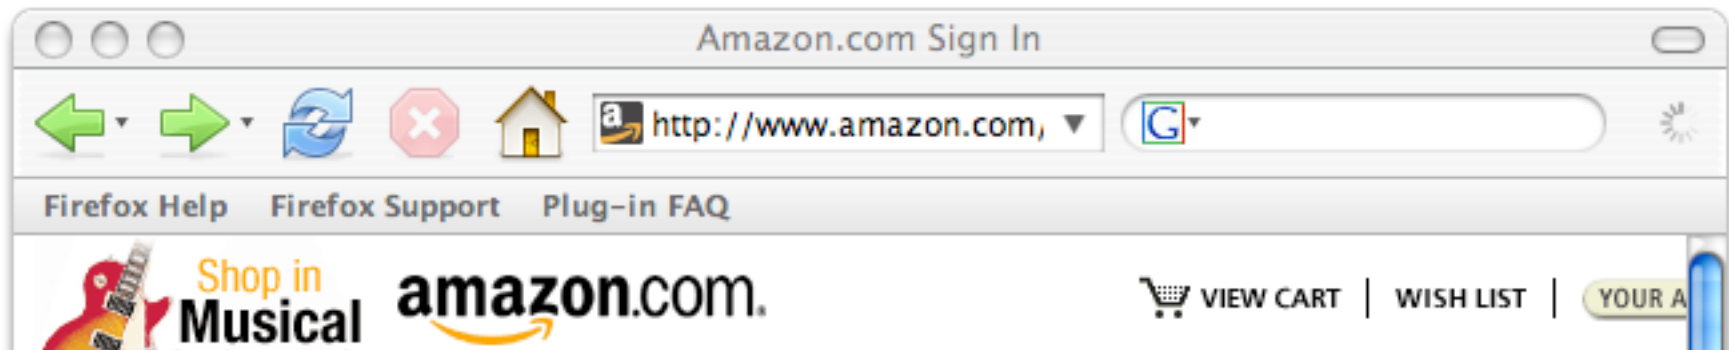 Amazon.com Sign In
http://www.amazon.com/
G
Firefox Help Firefox Support Plug-in FAQ
Shop in
Musical
amazon.com.
VIEW CART | WISH LIST | YOUR A